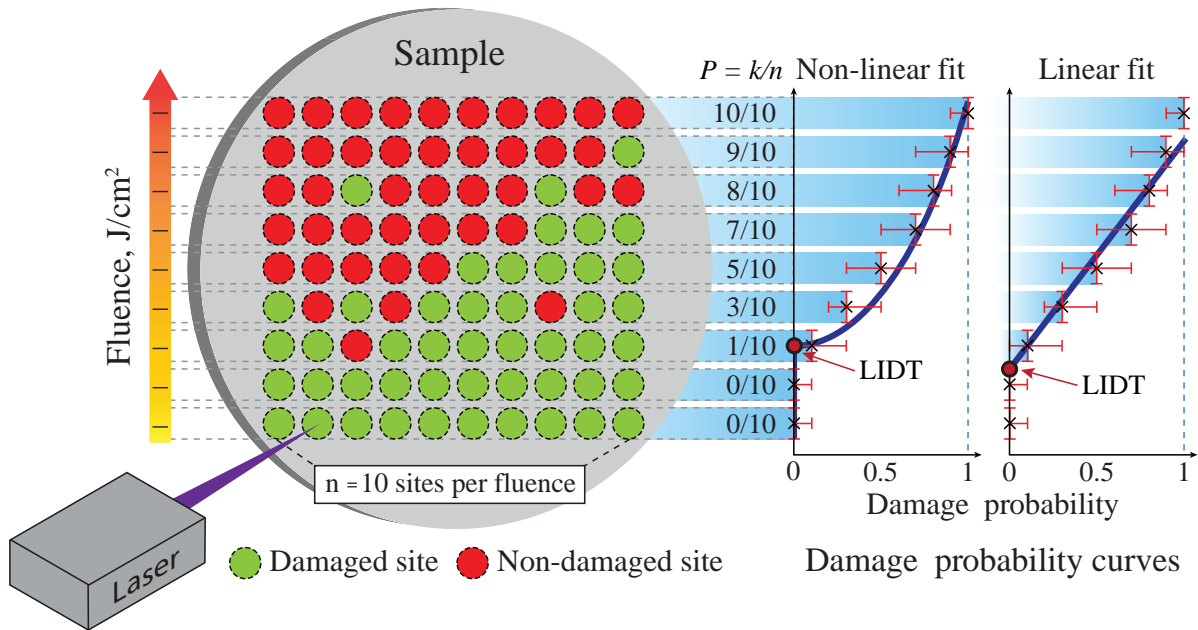 Sample
P = k/n
Non-linear fit
Linear fit
Fluence, J/cm²
10/10
9/10
8/10
7/10
5/10
3/10
1/10
0/10
0/10
LIDT
LIDT
0
0.5
1
0
0.5
1
Damage probability
n = 10 sites per fluence
Laser
Damaged site
Non-damaged site
Damage probability curves